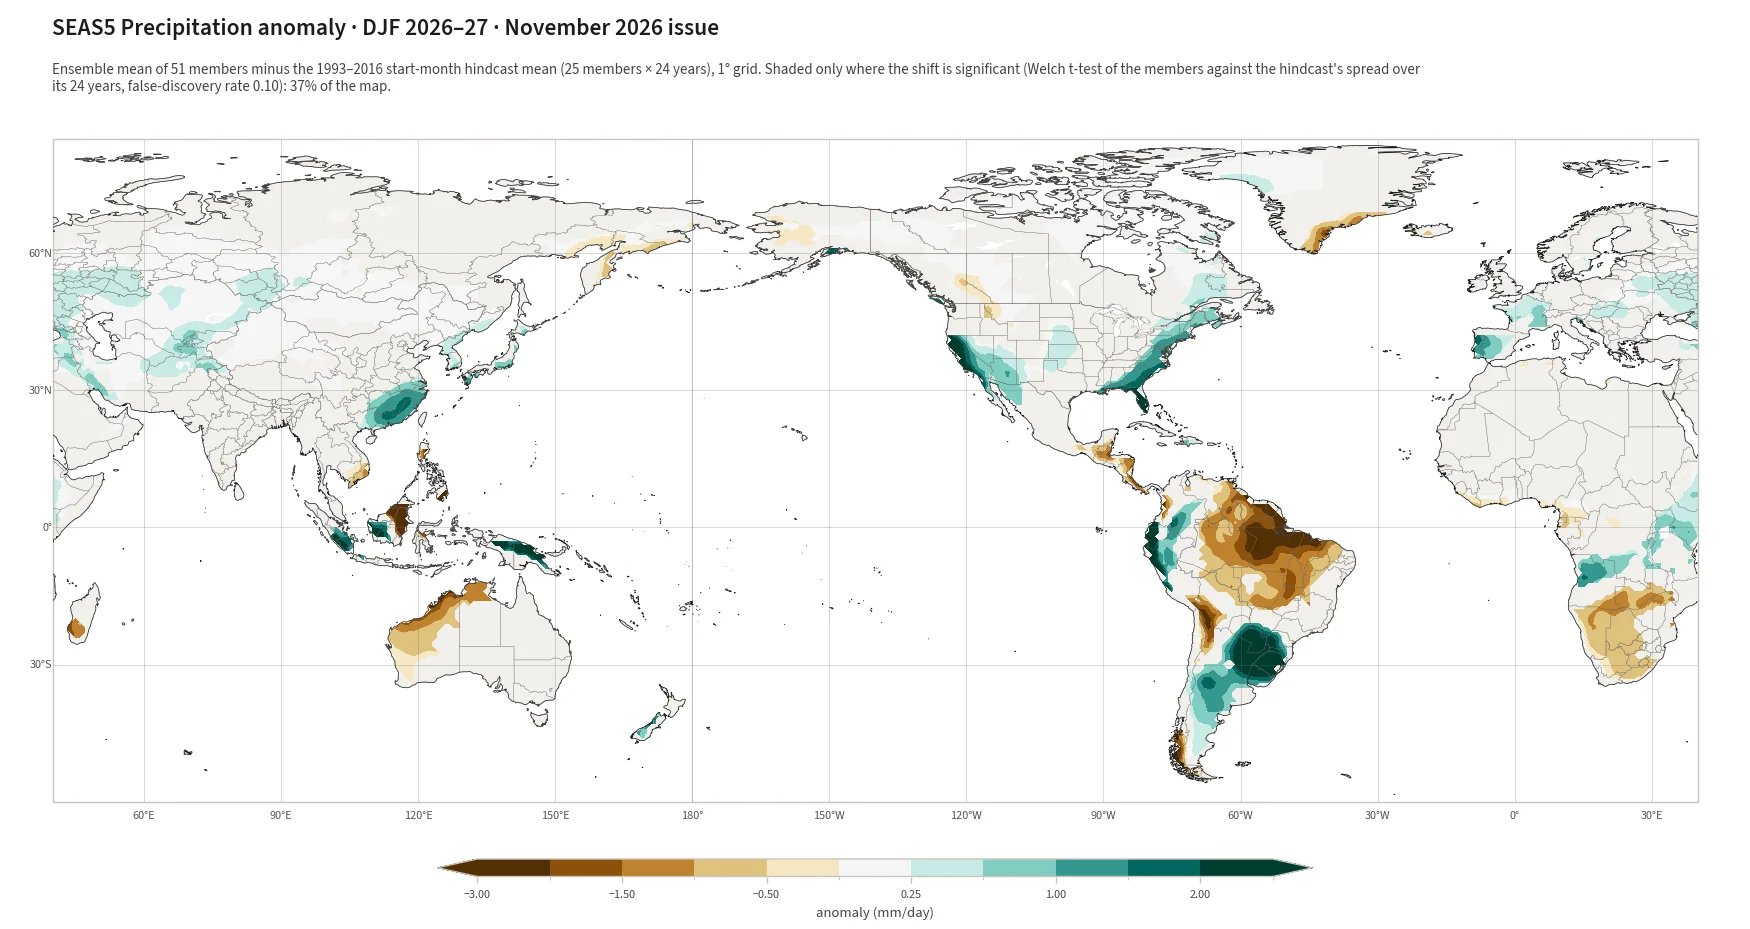 SEAS5 Precipitation anomaly · DJF 2026–27 · November 2026 issue
Ensemble mean of 51 members minus the 1993–2016 start-month hindcast mean (25 members × 24 years), 1° grid. Shaded only where the shift is significant (Welch t-test of the members against the hindcast's spread over
its 24 years, false-discovery rate 0.10): 37% of the map.
60°N
30°N
0°
30°S
60°E 90°E 120°E 150°E 180° 150°W 120°W 90°W 60°W 30°W 0° 30°E
−3.00 −1.50 −0.50 0.25 1.00 2.00
anomaly (mm/day)